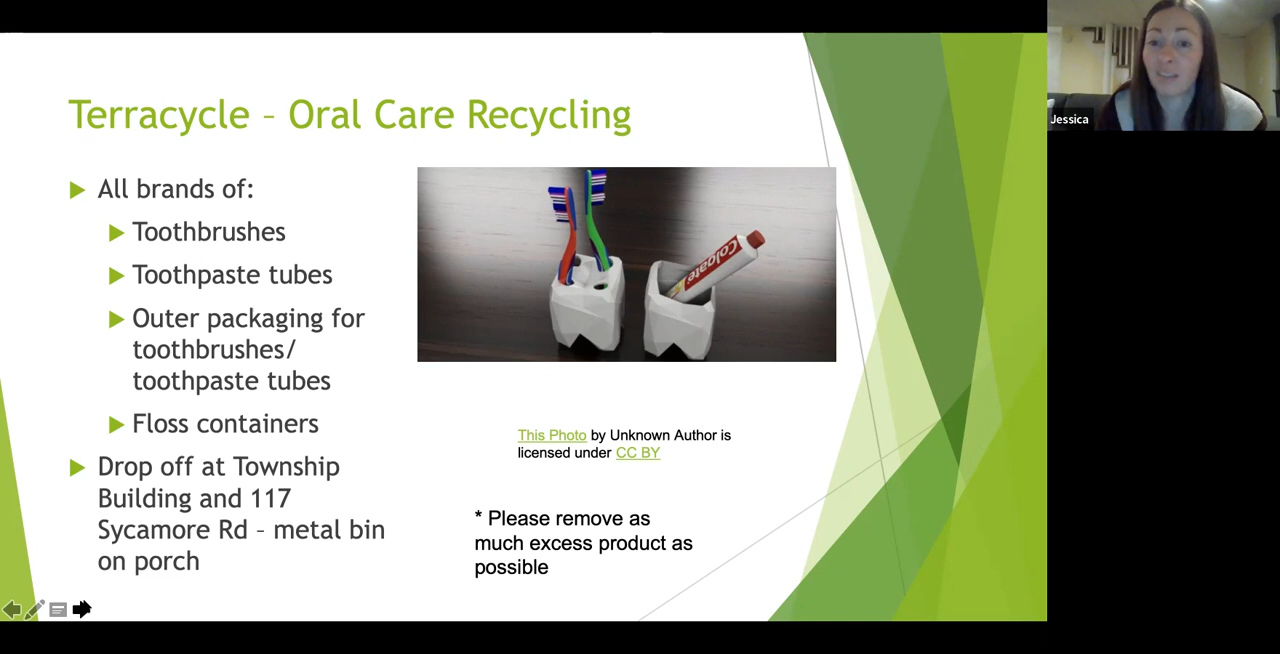 Terracycle – Oral Care Recycling
All brands of:
Toothbrushes
Toothpaste tubes
Outer packaging for
toothbrushes/
toothpaste tubes
Floss containers
Drop off at Township
Building and 117
Sycamore Rd – metal bin
on porch
Colgate
This Photo by Unknown Author is
licensed under CC BY
* Please remove as
much excess product as
possible
Jessica